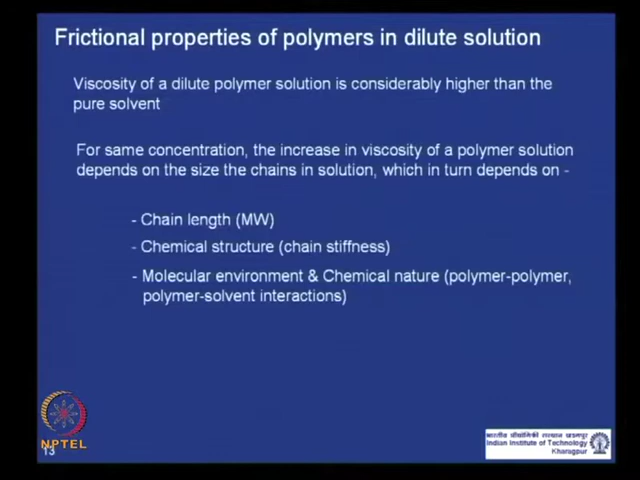 Frictional properties of polymers in dilute solution
Viscosity of a dilute polymer solution is considerably higher than the
pure solvent
For same concentration, the increase in viscosity of a polymer solution
depends on the size the chains in solution, which in turn depends on -
- Chain length (MW)
- Chemical structure (chain stiffness)
- Molecular environment & Chemical nature (polymer-polymer,
polymer-solvent interactions)
NPTEL
13
भारतीय प्रौद्योगिकी संस्थान खड़गपुर
Indian Institute of Technology
Kharagpur